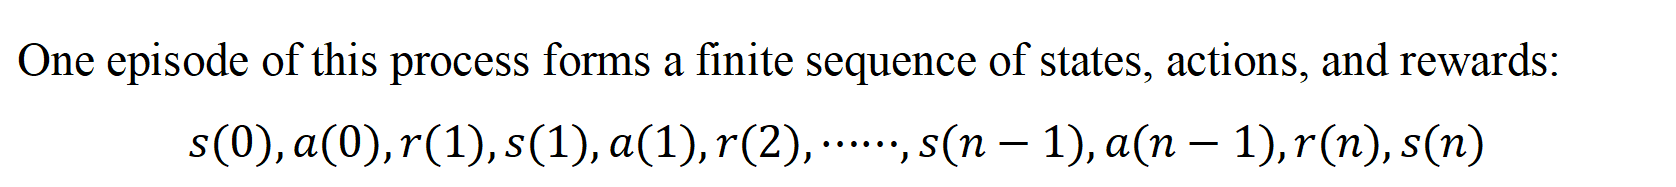 One episode of this process forms a finite sequence of states, actions, and rewards:
s(0), a(0), r(1), s(1), a(1), r(2), ⋯⋯, s(n − 1), a(n − 1), r(n), s(n)